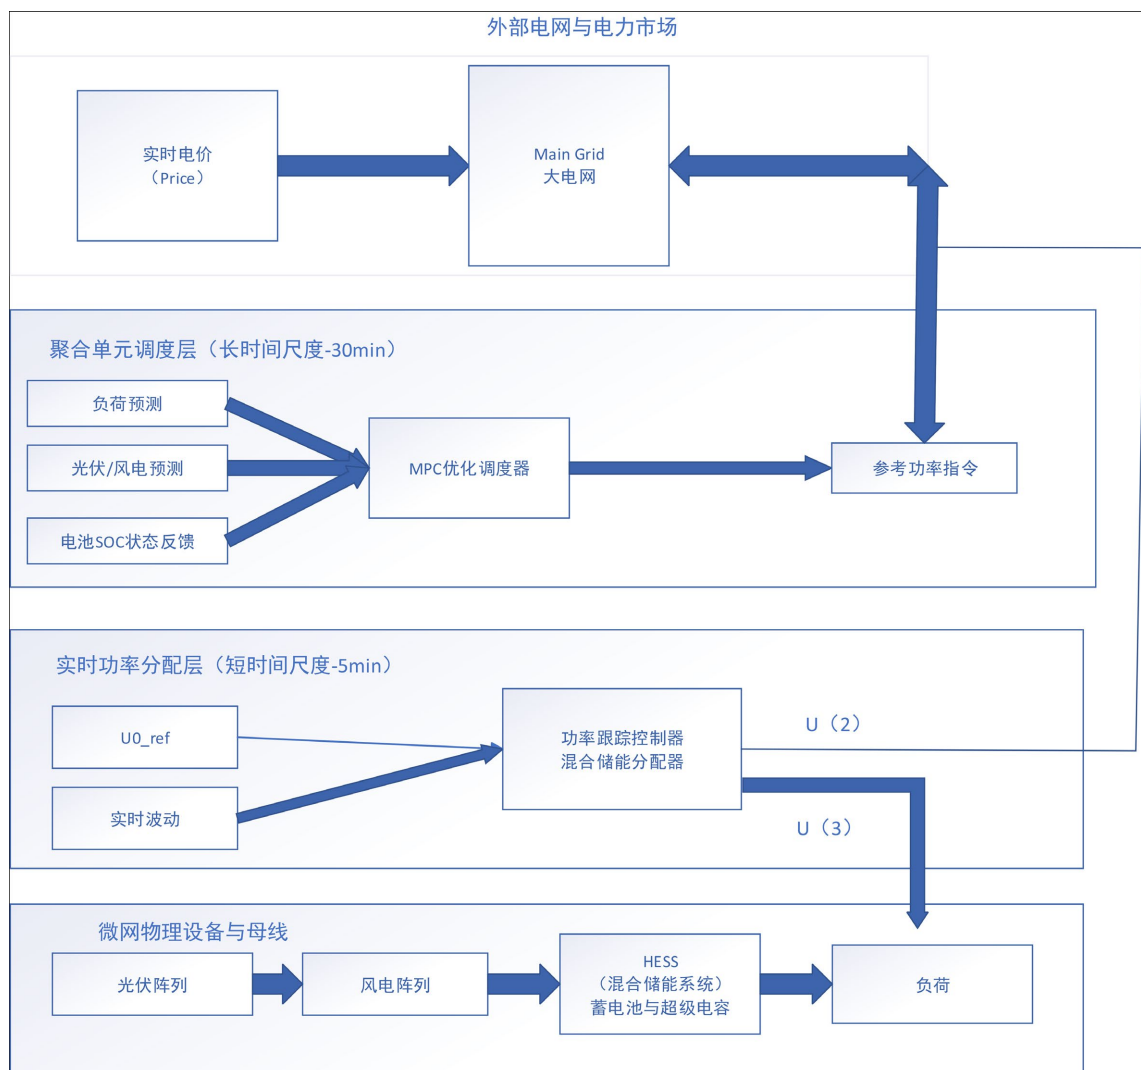 外部电网与电力市场
实时电价
（Price）
Main Grid
大电网
聚合单元调度层（长时间尺度-30min）
负荷预测
光伏/风电预测
电池SOC状态反馈
MPC优化调度器
参考功率指令
实时功率分配层（短时间尺度-5min）
U0_ref
实时波动
功率跟踪控制器
混合储能分配器
U（2）
U（3）
微网物理设备与母线
光伏阵列
风电阵列
HESS
（混合储能系统）
蓄电池与超级电容
负荷